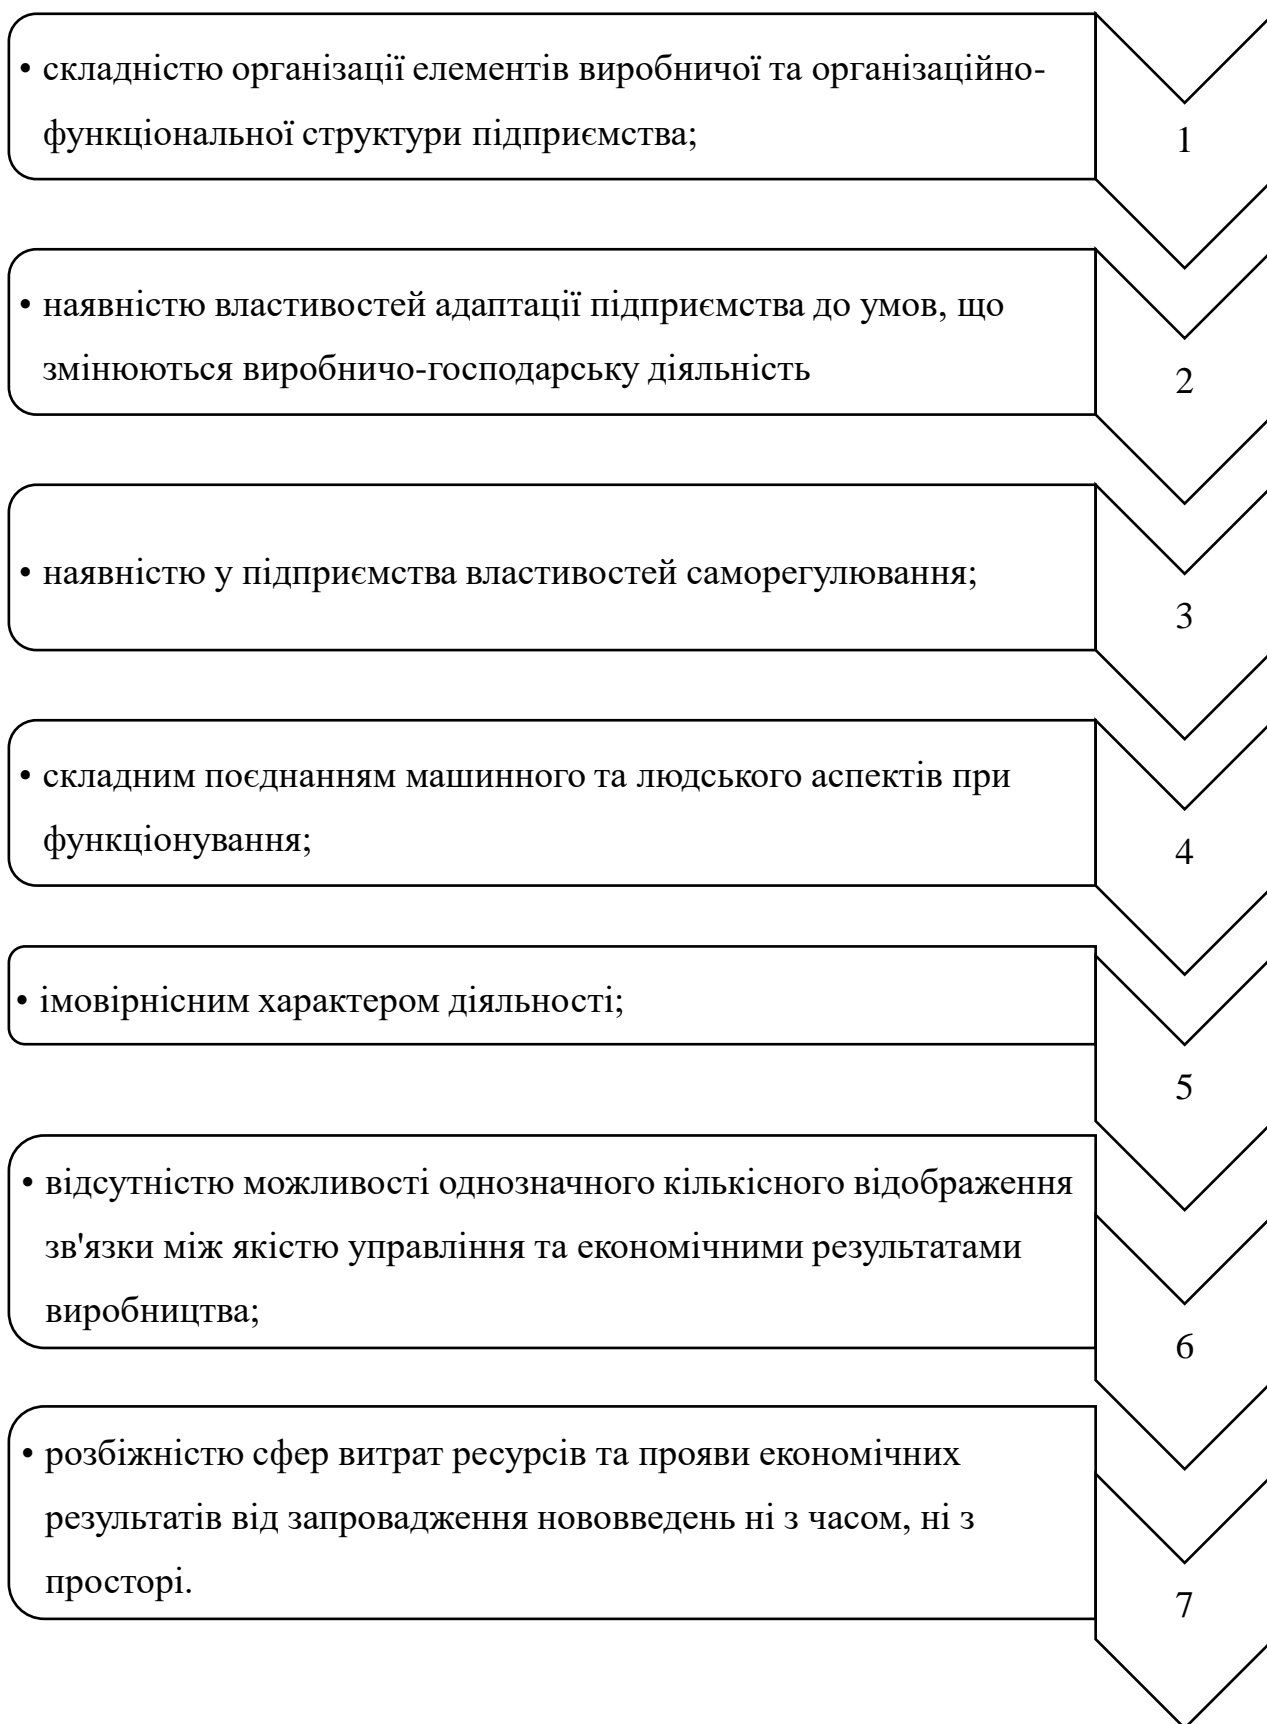 • складністю організації елементів виробничої та організаційно-
функціональної структури підприємства;
1
• наявністю властивостей адаптації підприємства до умов, що
змінюються виробничо-господарську діяльність
2
• наявністю у підприємства властивостей саморегулювання;
3
• складним поєднанням машинного та людського аспектів при
функціонування;
4
• імовірнісним характером діяльності;
5
• відсутністю можливості однозначного кількісного відображення
зв'язки між якістю управління та економічними результатами
виробництва;
6
• розбіжністю сфер витрат ресурсів та прояви економічних
результатів від запровадження нововведень ні з часом, ні з
просторі.
7